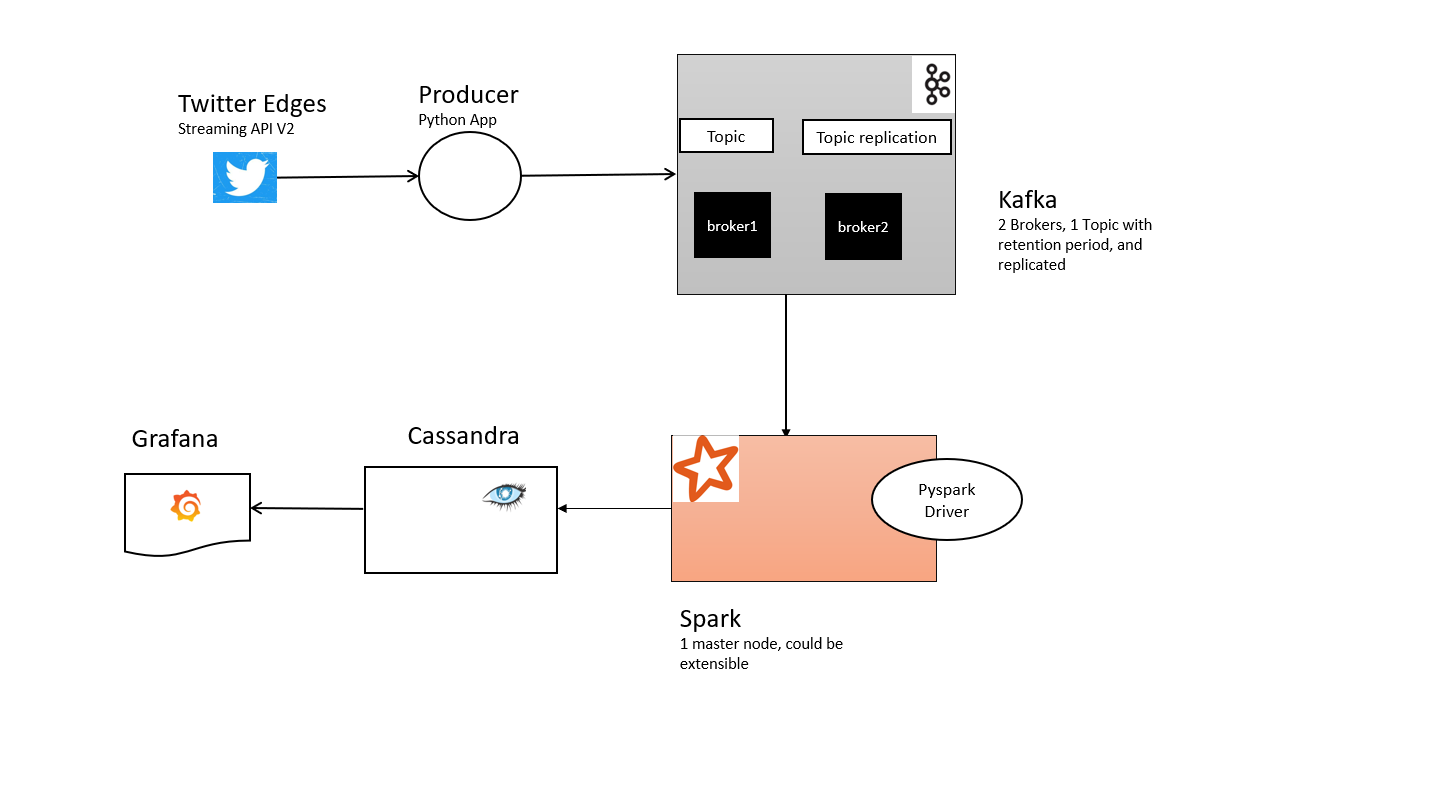 Twitter Edges
Streaming API V2
Producer
Python App
Topic
Topic replication
broker1
broker2
Kafka
2 Brokers, 1 Topic with
retention period, and
replicated
Grafana
Cassandra
Pyspark
Driver
Spark
1 master node, could be
extensible